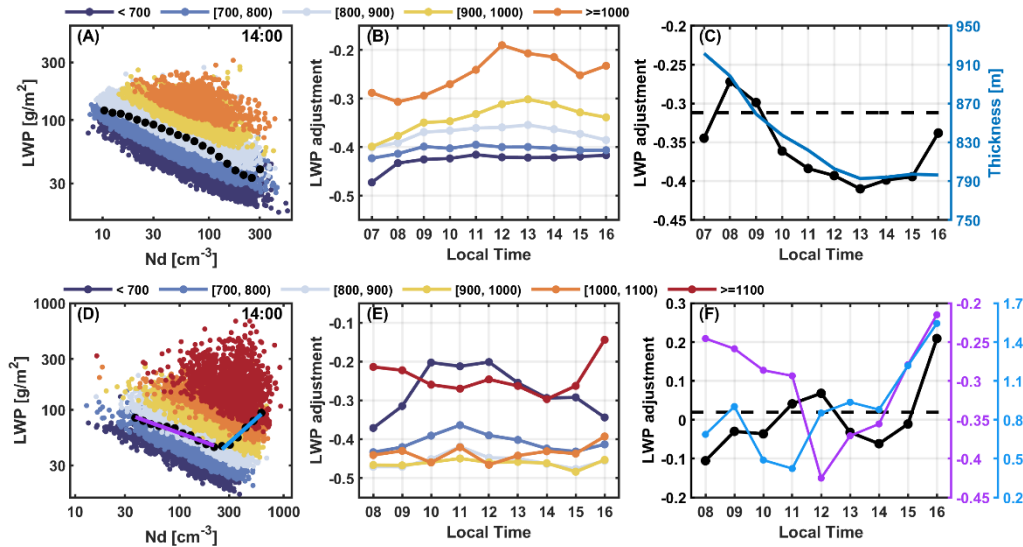 < 700 [700, 800) [800, 900) [900, 1000) >=1000
(A) 14:00
LWP [g/m²]
300
100
30
10 30 100 300
Nd [cm⁻³]
(B)
LWP adjustment
-0.2
-0.3
-0.4
-0.5
07 08 09 10 11 12 13 14 15 16
Local Time
(C)
LWP adjustment
-0.2
-0.25
-0.3
-0.35
-0.4
-0.45
07 08 09 10 11 12 13 14 15 16
Local Time
950
910
870
830
790
750
Thickness [m]
< 700 [700, 800) [800, 900) [900, 1000) [1000, 1100) >=1100
(D) 14:00
LWP [g/m²]
1000
300
100
30
10 30 100 300 1000
Nd [cm⁻³]
(E)
LWP adjustment
-0.1
-0.2
-0.3
-0.4
-0.5
08 09 10 11 12 13 14 15 16
Local Time
(F)
LWP adjustment
0.3
0.2
0.1
0
-0.1
-0.2
08 09 10 11 12 13 14 15 16
Local Time
-0.2
-0.25
-0.3
-0.35
-0.4
-0.45
1.7
1.4
1.1
0.8
0.5
0.2